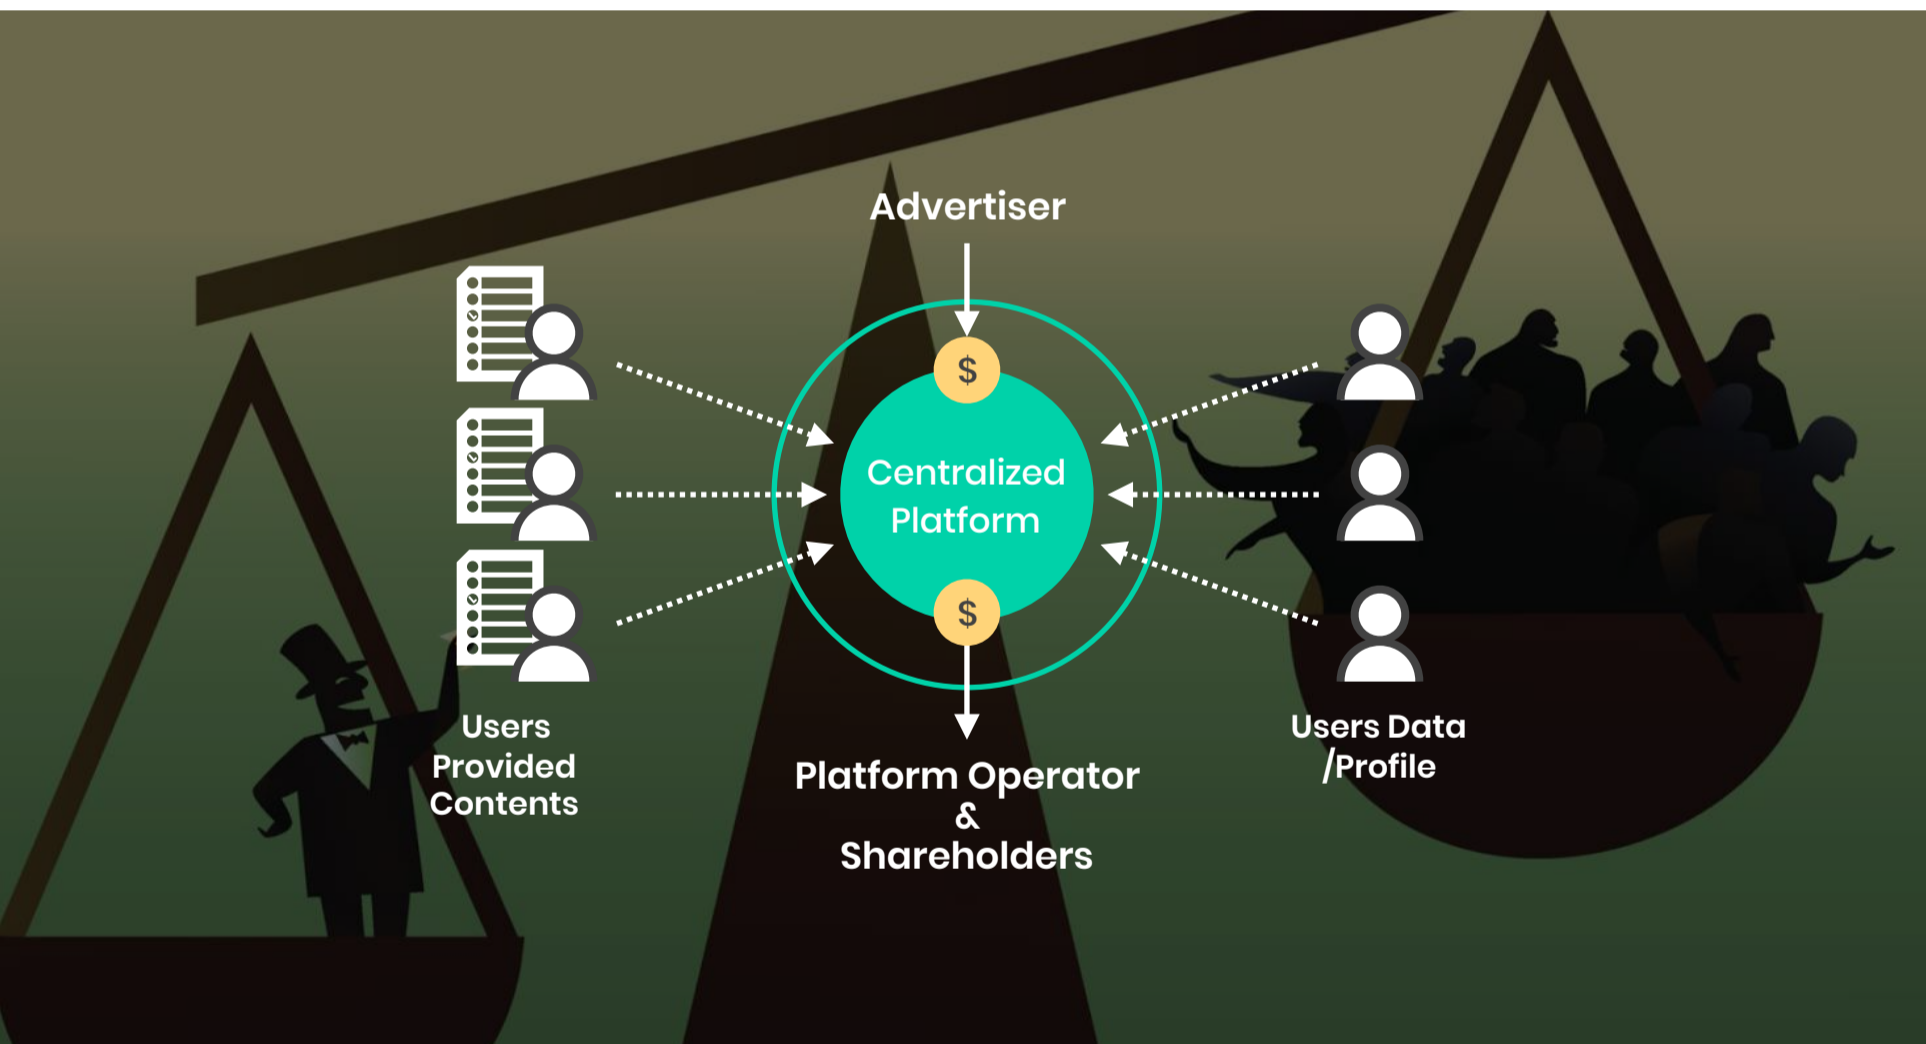 Advertiser
$
Centralized
Platform
$
Users
Provided
Contents
Platform Operator
&
Shareholders
Users Data
/Profile